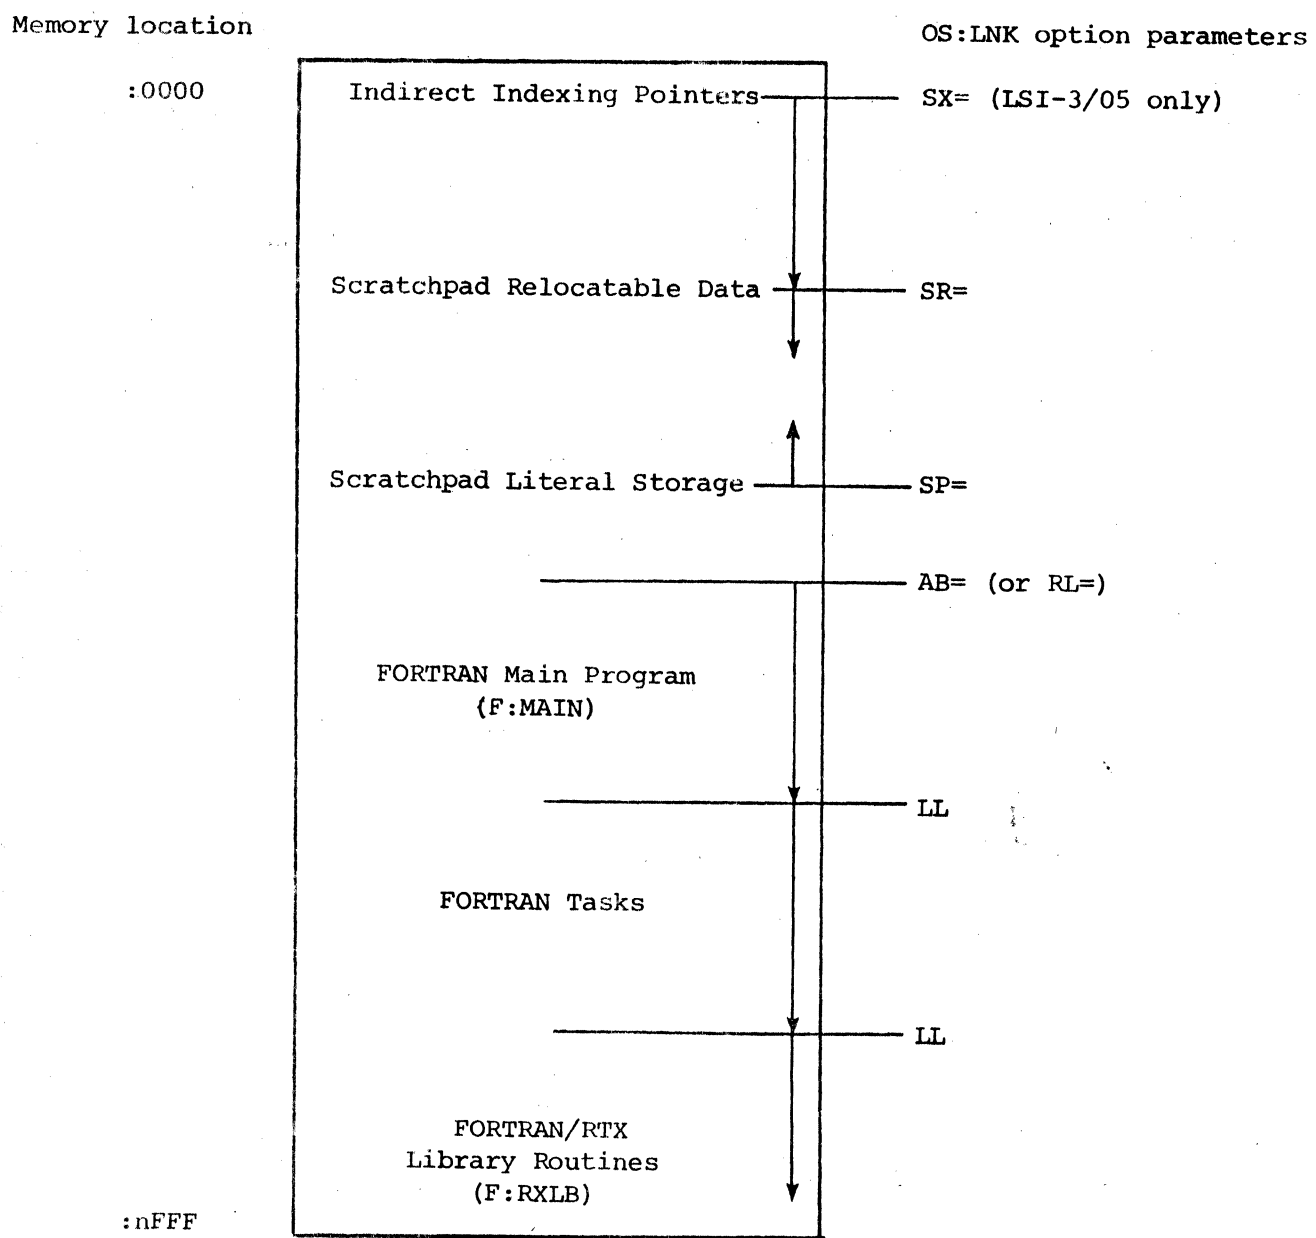 Memory location
OS:LNK option parameters
:0000
Indirect Indexing Pointers
SX= (LSI-3/05 only)
Scratchpad Relocatable Data
SR=
Scratchpad Literal Storage
SP=
AB= (or RL=)
FORTRAN Main Program
(F:MAIN)
LL
FORTRAN Tasks
LL
FORTRAN/RTX
Library Routines
(F:RXLB)
:nFFF